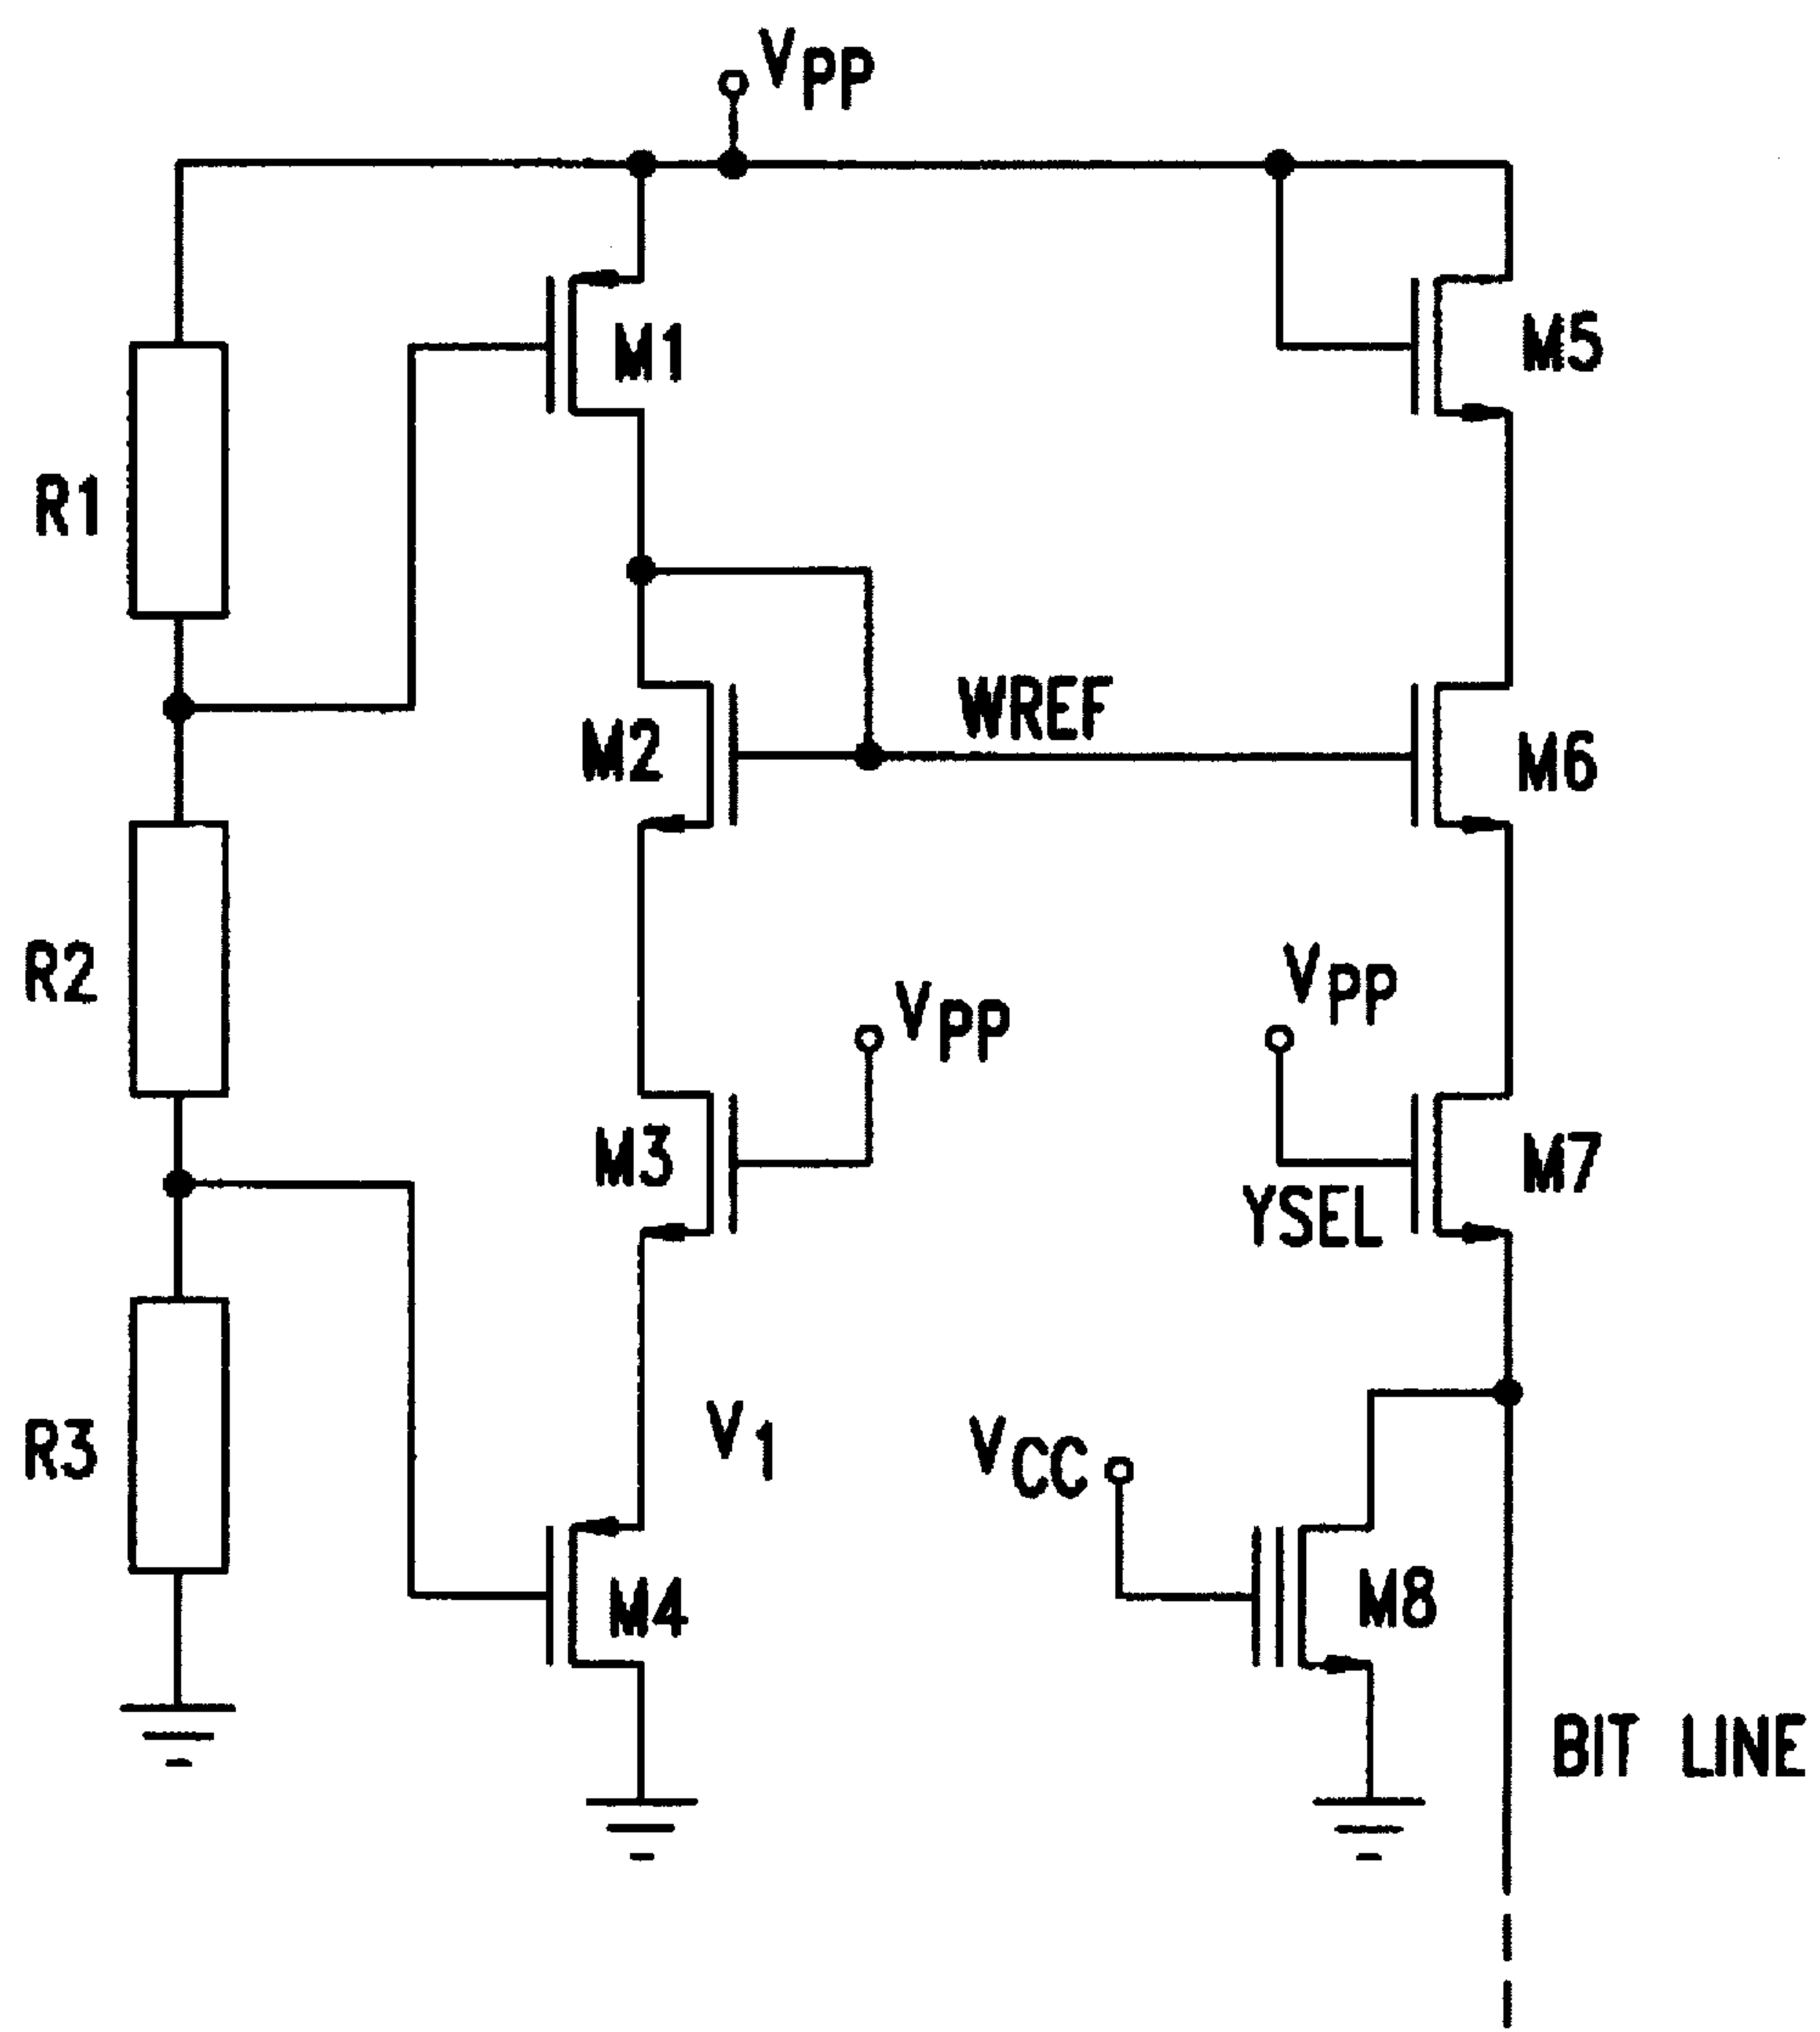 VPP
M1
M5
R1
M2
WREF
M6
R2
VPP
VPP
M3
M7
YSEL
V1
VCC
R3
M4
M8
BIT LINE